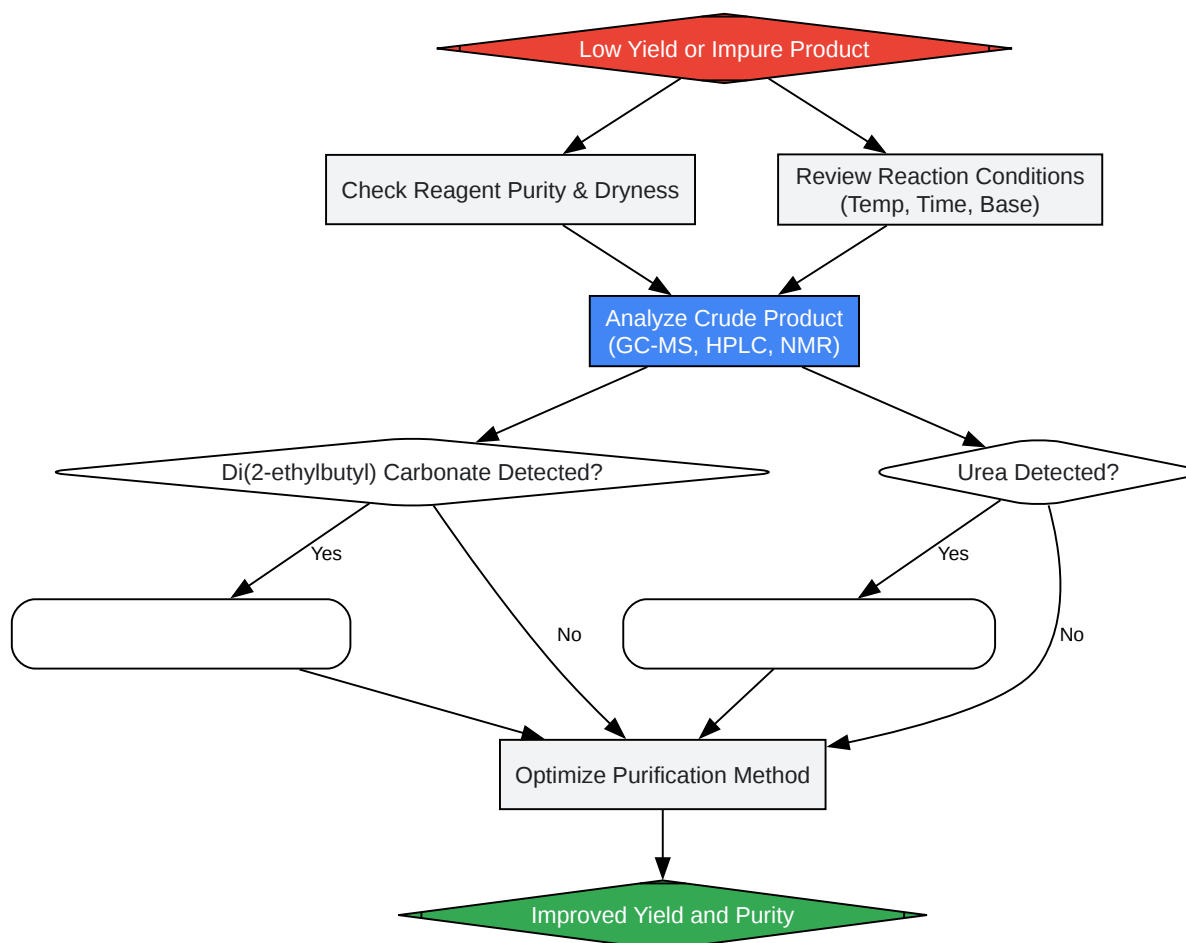 Low Yield or Impure Product
Check Reagent Purity & Dryness
Review Reaction Conditions
(Temp, Time, Base)
Analyze Crude Product
(GC-MS, HPLC, NMR)
Di(2-ethylbutyl) Carbonate Detected?
Urea Detected?
Yes
Yes
No
No
Optimize Purification Method
Improved Yield and Purity